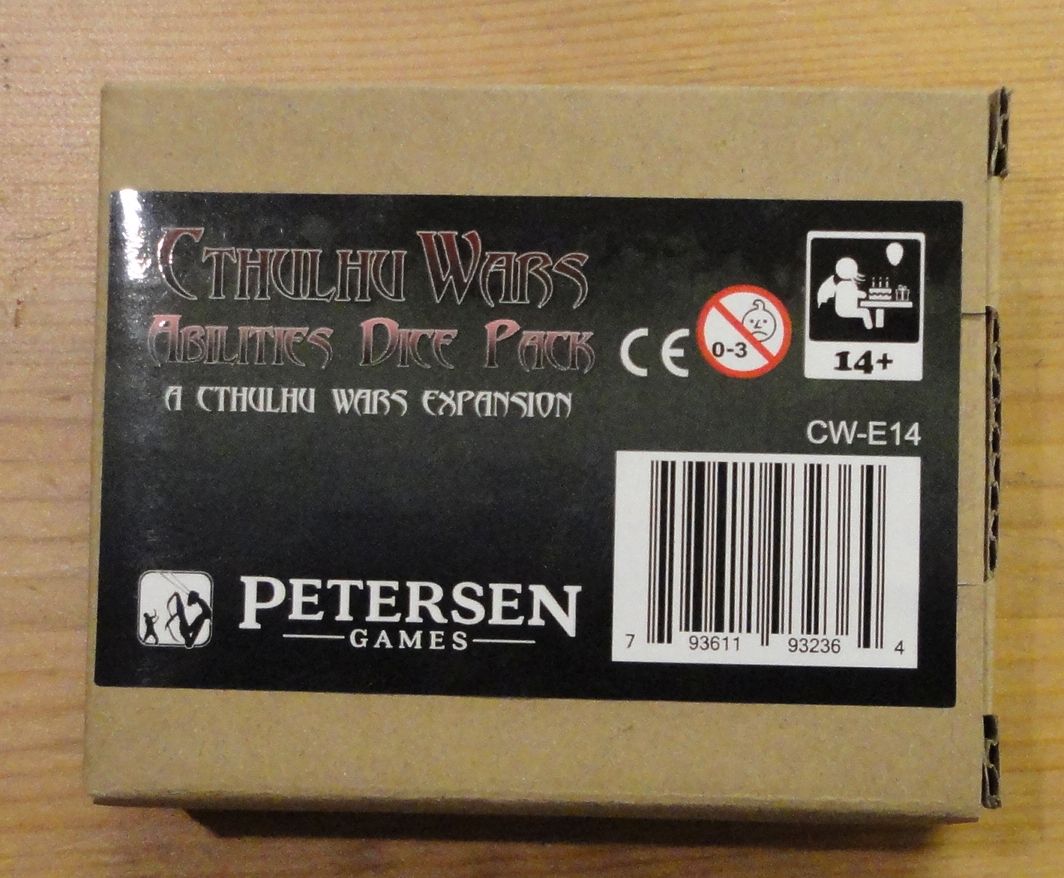 CTHULHU WARS
ABILITIES DICE PACK
A CTHULHU WARS EXPANSION
CE
0-3
14+
CW-E14
PETERSEN
GAMES
7 93611 93236 4